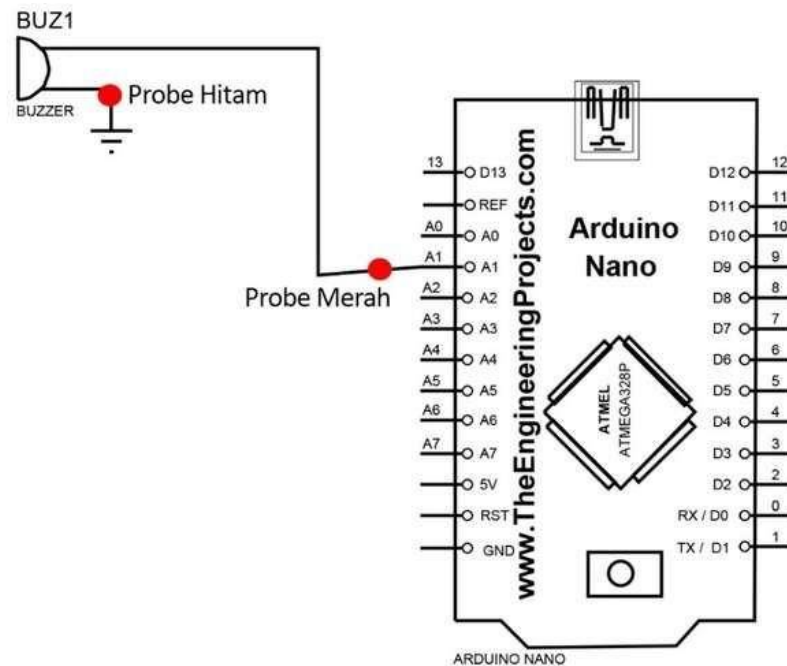 BUZ1
BUZZER
Probe Hitam
Probe Merah
13
REF
A0
A1
A2
A3
A4
A5
A6
A7
D13
REF
A0
A1
A2
A3
A4
A5
A6
A7
5V
RST
GND
www.TheEngineeringProjects.com
Arduino
Nano
ATMEL
ATMEGA328P
D12
D11
D10
D9
D8
D7
D6
D5
D4
D3
D2
RX / D0
TX / D1
12
11
10
9
8
7
6
5
4
3
2
0
1
ARDUINO NANO